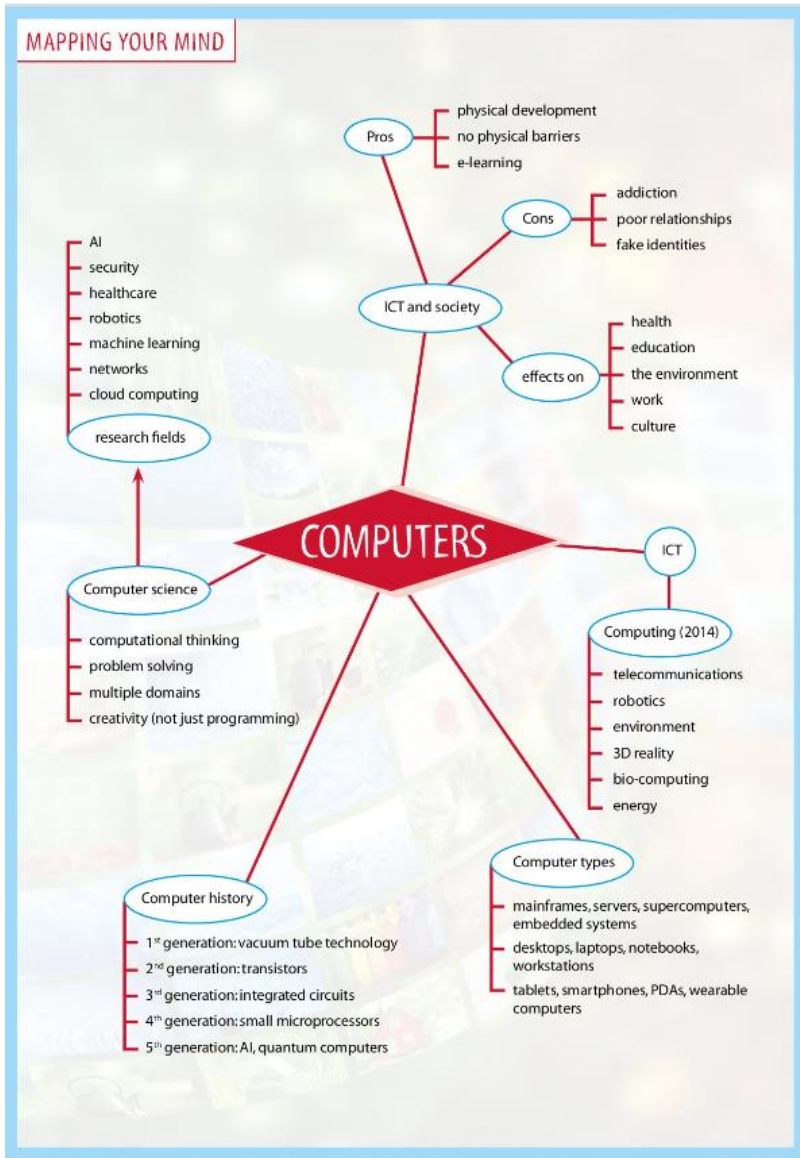 MAPPING YOUR MIND
Pros
physical development
no physical barriers
e-learning
Cons
addiction
poor relationships
fake identities
ICT and society
effects on
health
education
the environment
work
culture
AI
security
healthcare
robotics
machine learning
networks
cloud computing
research fields
COMPUTERS
ICT
Computing (2014)
telecommunications
robotics
environment
3D reality
bio-computing
energy
Computer science
computational thinking
problem solving
multiple domains
creativity (not just programming)
Computer types
mainframes, servers, supercomputers,
embedded systems
desktops, laptops, notebooks,
workstations
tablets, smartphones, PDAs, wearable
computers
Computer history
1st generation: vacuum tube technology
2nd generation: transistors
3rd generation: integrated circuits
4th generation: small microprocessors
5th generation: AI, quantum computers